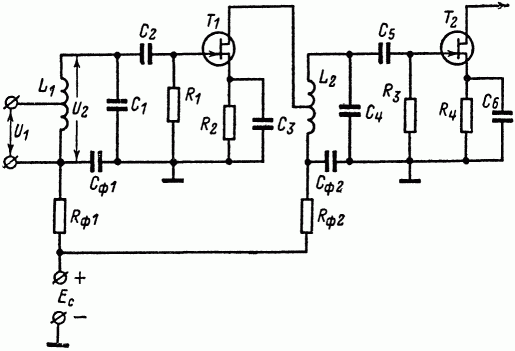 T₁
T₂
C₂
C₅
L₁
U₂
C₁
R₁
R₂
C₃
L₂
C₄
R₃
R₄
C₆
U₁
Cф1
Cф2
Rф1
Rф2
+
Eс
−